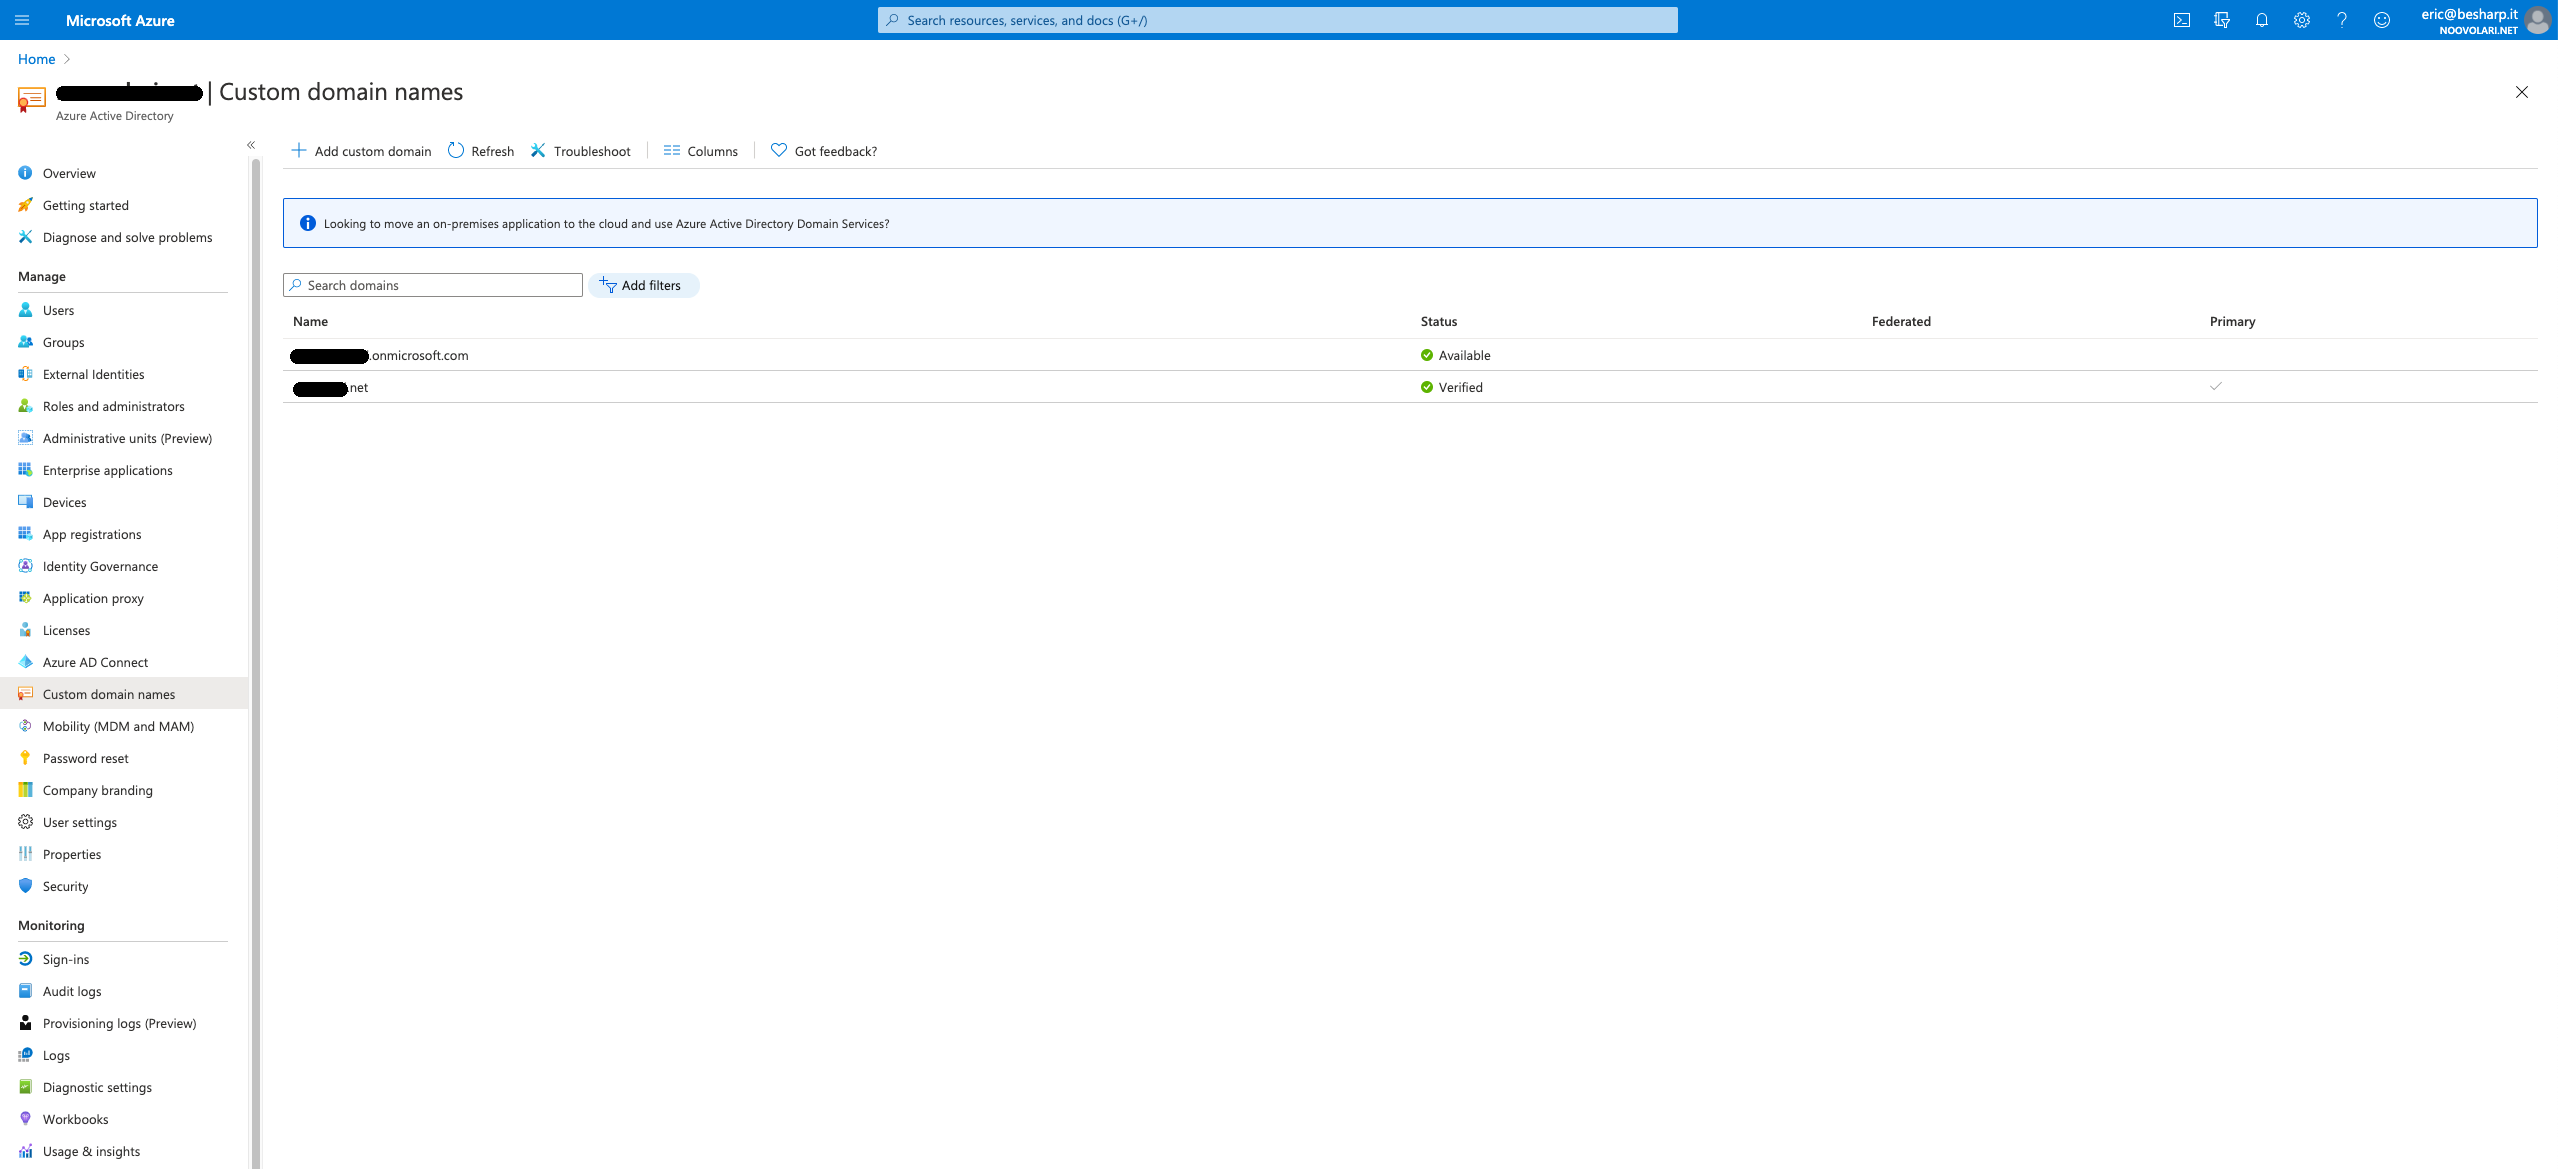 Microsoft Azure
Search resources, services, and docs (G+/)
eric@besharp.it
NOOVOLARI.NET
Home
| Custom domain names
Azure Active Directory
Add custom domain
Refresh
Troubleshoot
Columns
Got feedback?
Overview
Getting started
Diagnose and solve problems
Manage
Users
Groups
External Identities
Roles and administrators
Administrative units (Preview)
Enterprise applications
Devices
App registrations
Identity Governance
Application proxy
Licenses
Azure AD Connect
Custom domain names
Mobility (MDM and MAM)
Password reset
Company branding
User settings
Properties
Security
Monitoring
Sign-ins
Audit logs
Provisioning logs (Preview)
Logs
Diagnostic settings
Workbooks
Usage & insights
Looking to move an on-premises application to the cloud and use Azure Active Directory Domain Services?
Search domains
Add filters
Name Status Federated Primary
.onmicrosoft.com Available
.net Verified